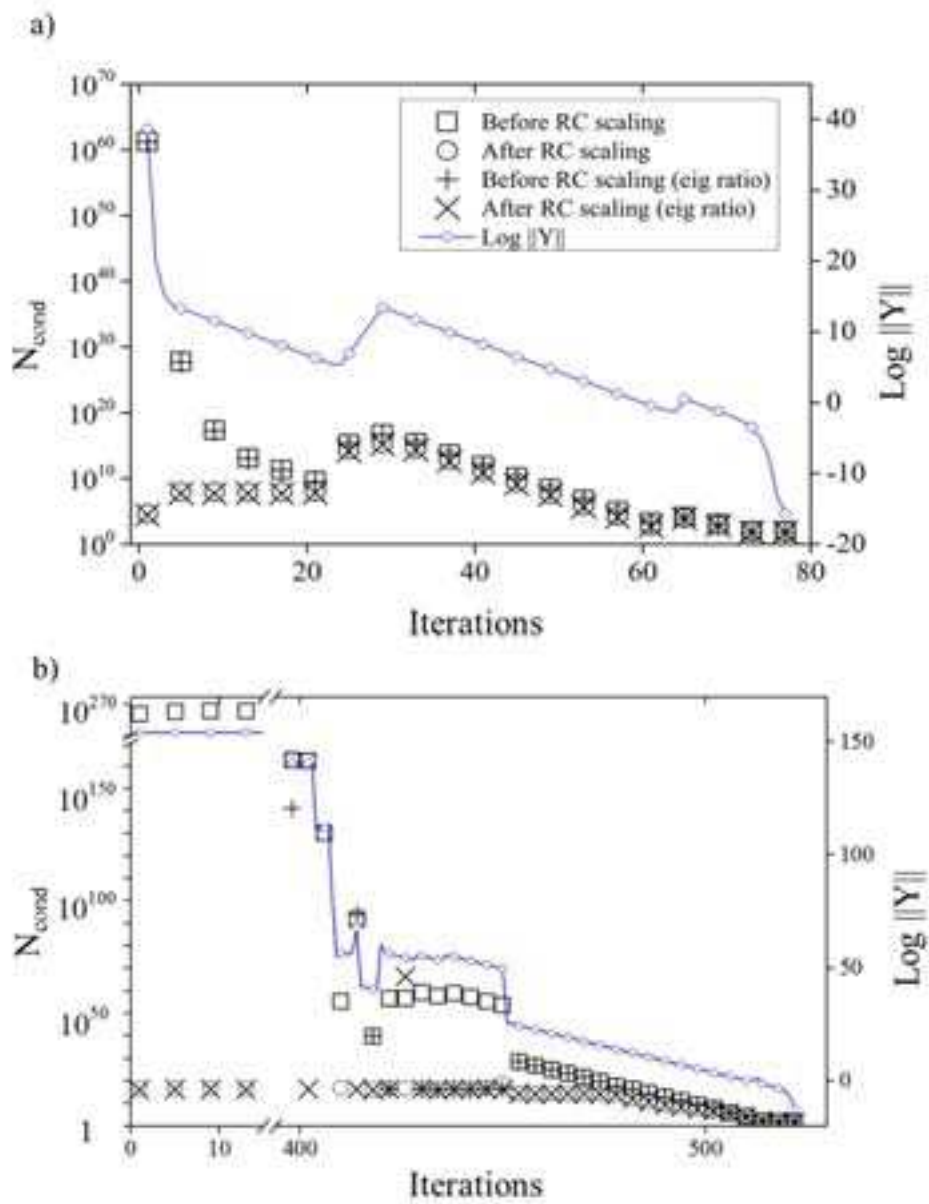 a)
10^70
10^60
10^50
10^40
10^30
10^20
10^10
10^0
N_cond
40
30
20
10
0
-10
-20
Log ||Y||
Before RC scaling
After RC scaling
Before RC scaling (eig ratio)
After RC scaling (eig ratio)
Log ||Y||
0
20
40
60
80
Iterations
b)
10^270
10^150
10^100
10^50
1
N_cond
150
100
50
0
Log ||Y||
0
10
400
500
Iterations